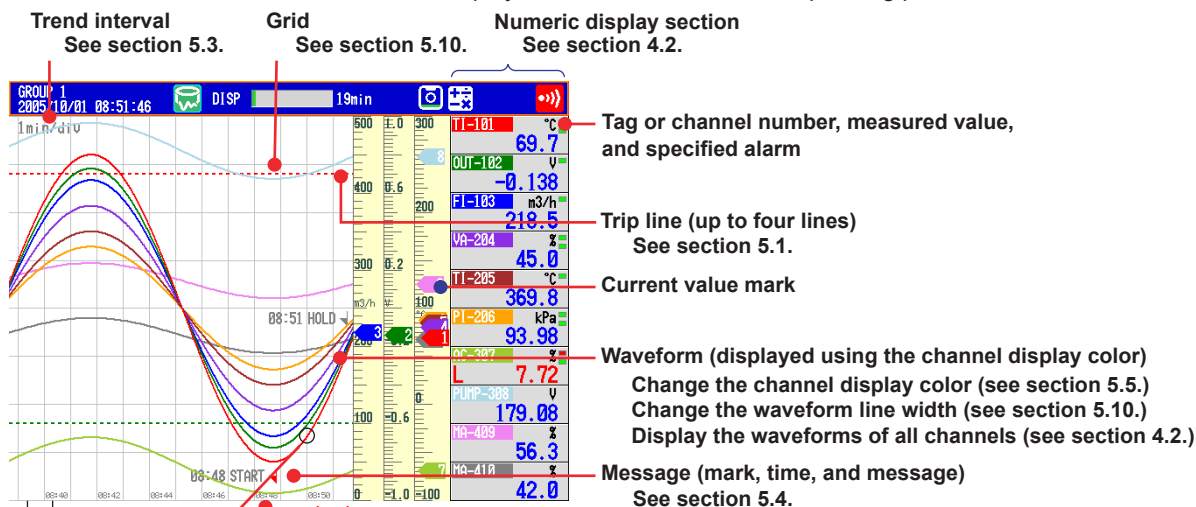 Trend interval
See section 5.3.
Grid
See section 5.10.
Numeric display section
See section 4.2.
GROUP 1
2005/10/01 08:51:46
DISP
19min
1min/div
500
1.0
300
400
0.6
200
300
0.2
m3/h
V
100
200
0
100
-0.6
0
-1.0
-100
8
3
2
1
7
08:51 HOLD
08:48 START
08:40
08:42
08:44
08:46
08:48
08:50
TI-101 °C
69.7
OUT-102 V
-0.138
FI-103 m3/h
218.5
VA-204 %
45.0
TI-205 °C
369.8
PI-206 kPa
93.98
%
L 7.72
PUMP-308 V
179.08
MA-409 %
56.3
MA-410 %
42.0
Tag or channel number, measured value,
and specified alarm
Trip line (up to four lines)
See section 5.1.
Current value mark
Waveform (displayed using the channel display color)
Change the channel display color (see section 5.5.)
Change the waveform line width (see section 5.10.)
Display the waveforms of all channels (see section 4.2.)
Message (mark, time, and message)
See section 5.4.